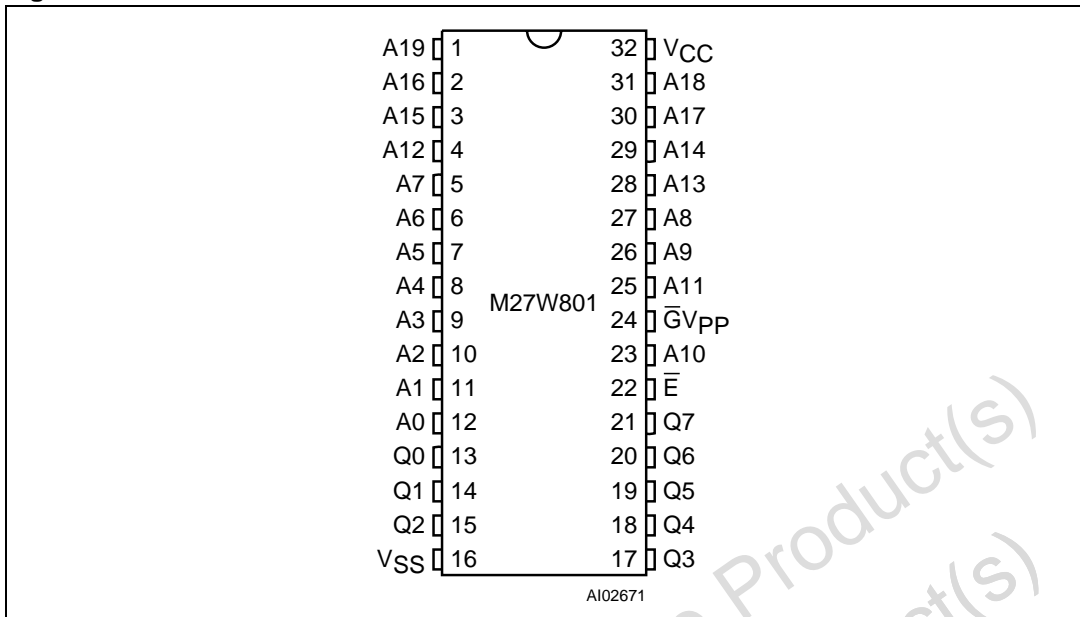 A19 1 32 VCC
A16 2 31 A18
A15 3 30 A17
A12 4 29 A14
A7 5 28 A13
A6 6 27 A8
A5 7 26 A9
A4 8 25 A11
M27W801
A3 9 24 G̅VPP
A2 10 23 A10
A1 11 22 E̅
A0 12 21 Q7
Q0 13 20 Q6
Q1 14 19 Q5
Q2 15 18 Q4
VSS 16 17 Q3
AI02671
Product(s)